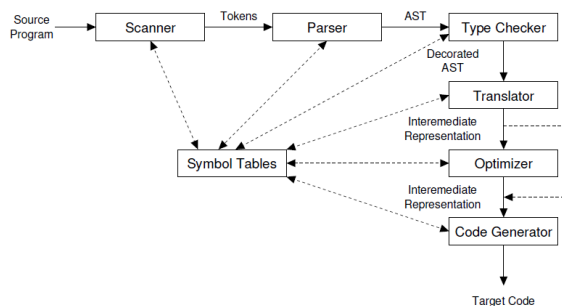 Source
Program
Scanner
Tokens
Parser
AST
Type Checker
Decorated
AST
Translator
Interemediate
Representation
Symbol Tables
Optimizer
Interemediate
Representation
Code Generator
Target Code